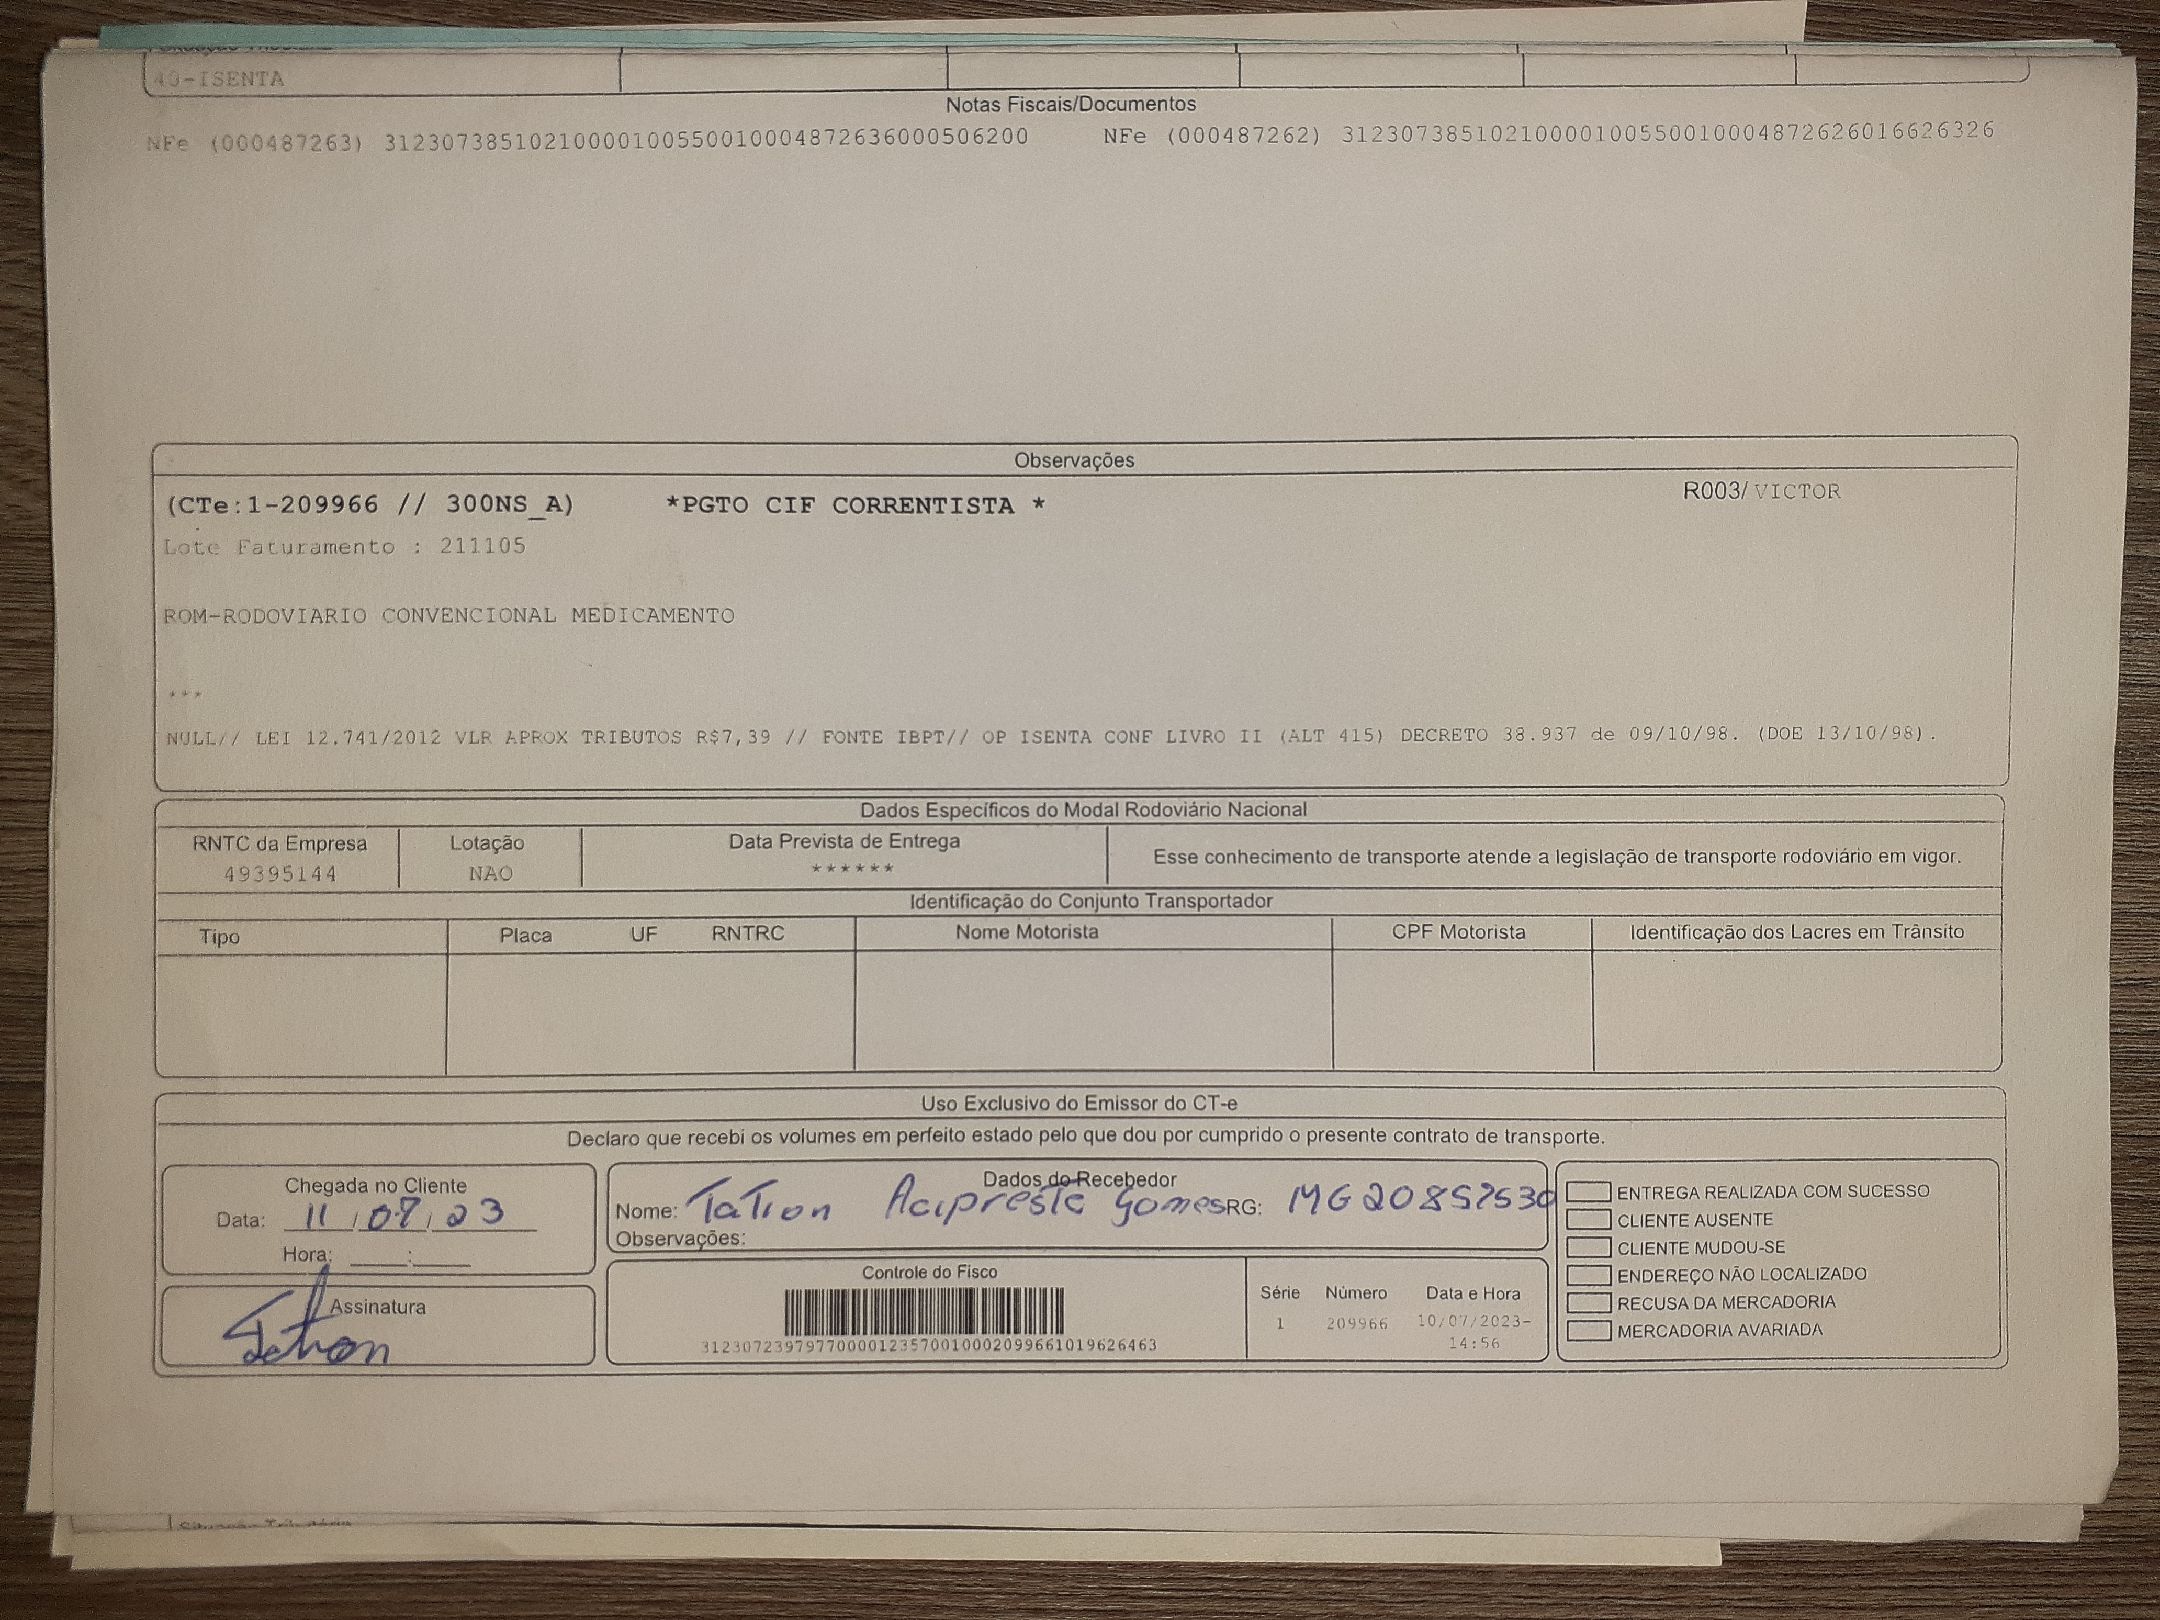 40-ISENTA
Notas Fiscais/Documentos
NFe (000487263) 31230738510210000100550010004872636000506200 NFe (000487262) 31230738510210000100550010004872626016626326
Observações
(CTe:1-209966 // 300NS_A) *PGTO CIF CORRENTISTA * R003/ VICTOR
Lote Faturamento : 211105
ROM-RODOVIARIO CONVENCIONAL MEDICAMENTO
***
NULL// LEI 12.741/2012 VLR APROX TRIBUTOS R$7,39 // FONTE IBPT// OP ISENTA CONF LIVRO II (ALT 415) DECRETO 38.937 de 09/10/98. (DOE 13/10/98).
Dados Específicos do Modal Rodoviário Nacional
RNTC da Empresa Lotação Data Prevista de Entrega Esse conhecimento de transporte atende a legislação de transporte rodoviário em vigor.
49395144 NAO ******
Identificação do Conjunto Transportador
Tipo Placa UF RNTRC Nome Motorista CPF Motorista Identificação dos Lacres em Trânsito
Uso Exclusivo do Emissor do CT-e
Declaro que recebi os volumes em perfeito estado pelo que dou por cumprido o presente contrato de transporte.
Chegada no Cliente
Data: 11/07/23
Hora: :
Assinatura
Dados do Recebedor
Nome: Acipreste Gomes RG:
Observações:
Controle do Fisco
31230723979770000123570010002099661019626463
Série Número Data e Hora
1 209966 10/07/2023-
14:56
ENTREGA REALIZADA COM SUCESSO
CLIENTE AUSENTE
CLIENTE MUDOU-SE
ENDEREÇO NÃO LOCALIZADO
RECUSA DA MERCADORIA
MERCADORIA AVARIADA